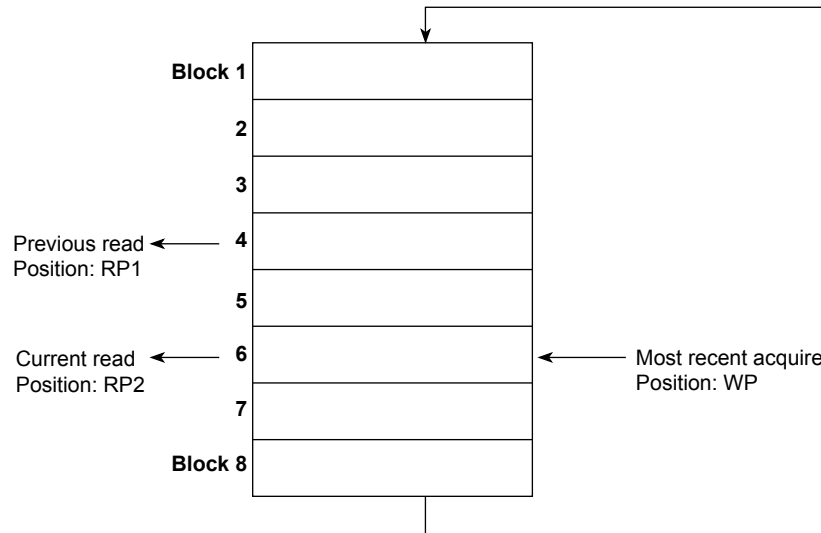 Block 1
2
3
4
5
6
7
Block 8
Previous read
Position: RP1
Current read
Position: RP2
Most recent acquire
Position: WP